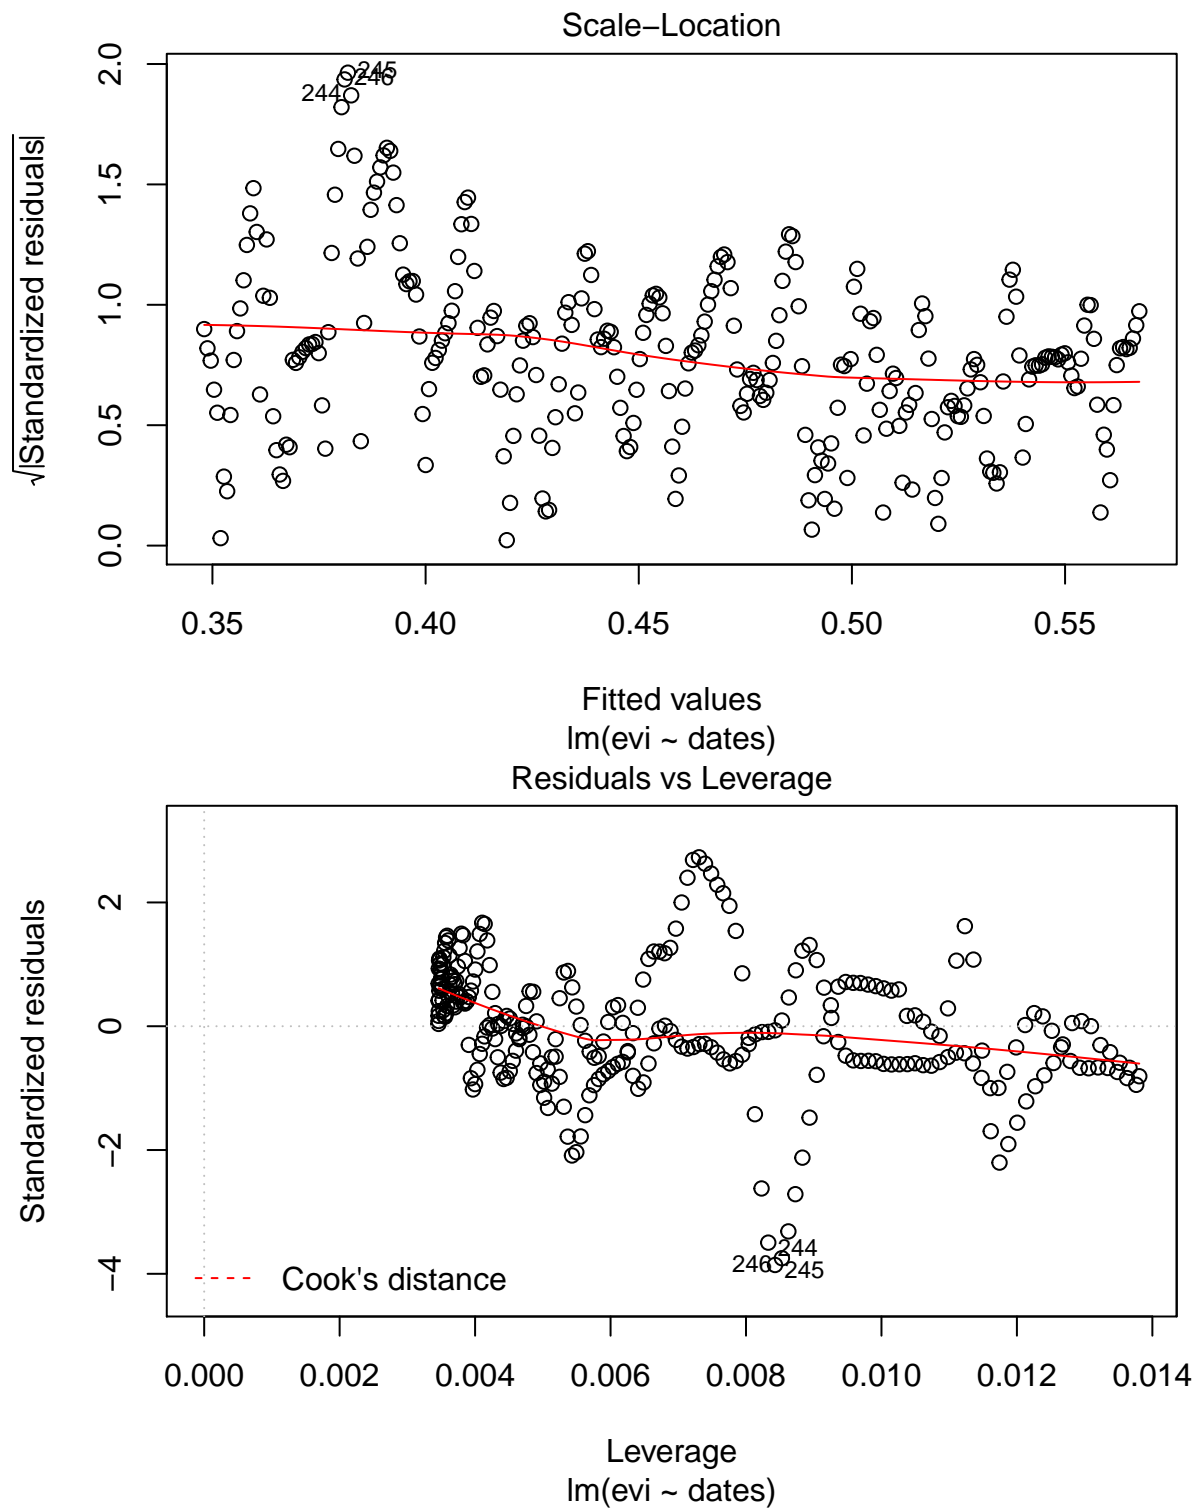 Scale−Location
√|Standardized residuals|
0.0 0.5 1.0 1.5 2.0
245
246
244
0.35 0.40 0.45 0.50 0.55
Fitted values
lm(evi ~ dates)
Residuals vs Leverage
Standardized residuals
−4 −2 0 2
244
246
245
Cook's distance
0.000 0.002 0.004 0.006 0.008 0.010 0.012 0.014
Leverage
lm(evi ~ dates)